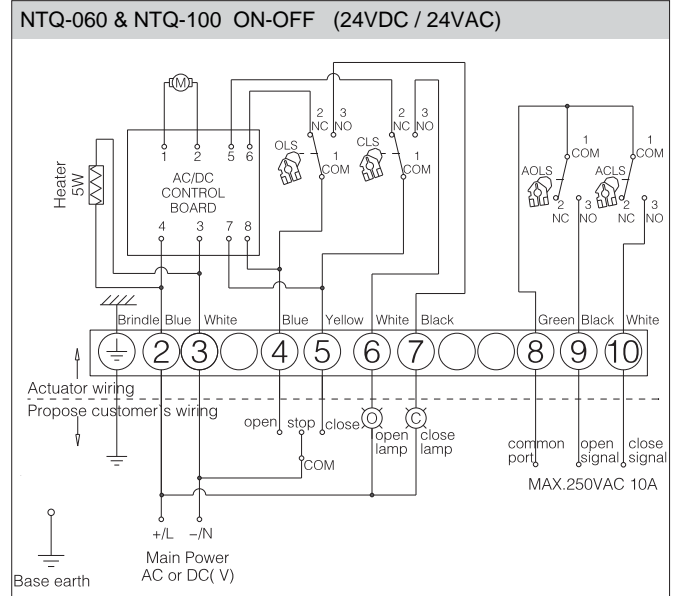 NTQ-060 & NTQ-100 ON-OFF (24VDC / 24VAC)
M
1 2 5 6
AC/DC
CONTROL
BOARD
4 3 7 8
Heater
5W
2 3
NC NO
OLS
1
COM
2 3
NC NO
CLS
1
COM
1
COM
AOLS
2 3
NC NO
1
COM
ACLS
2 3
NC NO
Brindle Blue White Blue Yellow White Black Green Black White
2 3 4 5 6 7 8 9 10
Actuator wiring
Propose customer's wiring
open stop close
COM
O
open
lamp
C
close
lamp
common
port
open
signal
close
signal
MAX.250VAC 10A
+/L -/N
Main Power
AC or DC( V)
Base earth